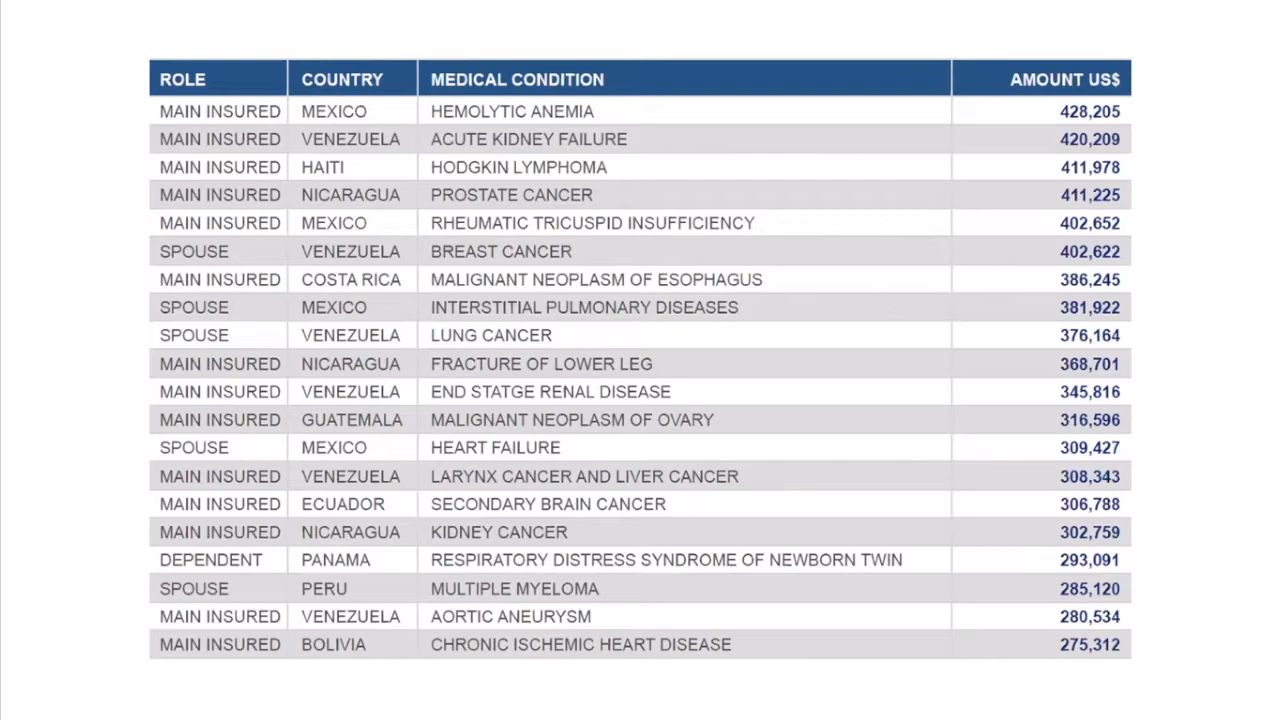 ROLE COUNTRY MEDICAL CONDITION AMOUNT US$
MAIN INSURED MEXICO HEMOLYTIC ANEMIA 428,205
MAIN INSURED VENEZUELA ACUTE KIDNEY FAILURE 420,209
MAIN INSURED HAITI HODGKIN LYMPHOMA 411,978
MAIN INSURED NICARAGUA PROSTATE CANCER 411,225
MAIN INSURED MEXICO RHEUMATIC TRICUSPID INSUFFICIENCY 402,652
SPOUSE VENEZUELA BREAST CANCER 402,622
MAIN INSURED COSTA RICA MALIGNANT NEOPLASM OF ESOPHAGUS 386,245
SPOUSE MEXICO INTERSTITIAL PULMONARY DISEASES 381,922
SPOUSE VENEZUELA LUNG CANCER 376,164
MAIN INSURED NICARAGUA FRACTURE OF LOWER LEG 368,701
MAIN INSURED VENEZUELA END STATGE RENAL DISEASE 345,816
MAIN INSURED GUATEMALA MALIGNANT NEOPLASM OF OVARY 316,596
SPOUSE MEXICO HEART FAILURE 309,427
MAIN INSURED VENEZUELA LARYNX CANCER AND LIVER CANCER 308,343
MAIN INSURED ECUADOR SECONDARY BRAIN CANCER 306,788
MAIN INSURED NICARAGUA KIDNEY CANCER 302,759
DEPENDENT PANAMA RESPIRATORY DISTRESS SYNDROME OF NEWBORN TWIN 293,091
SPOUSE PERU MULTIPLE MYELOMA 285,120
MAIN INSURED VENEZUELA AORTIC ANEURYSM 280,534
MAIN INSURED BOLIVIA CHRONIC ISCHEMIC HEART DISEASE 275,312